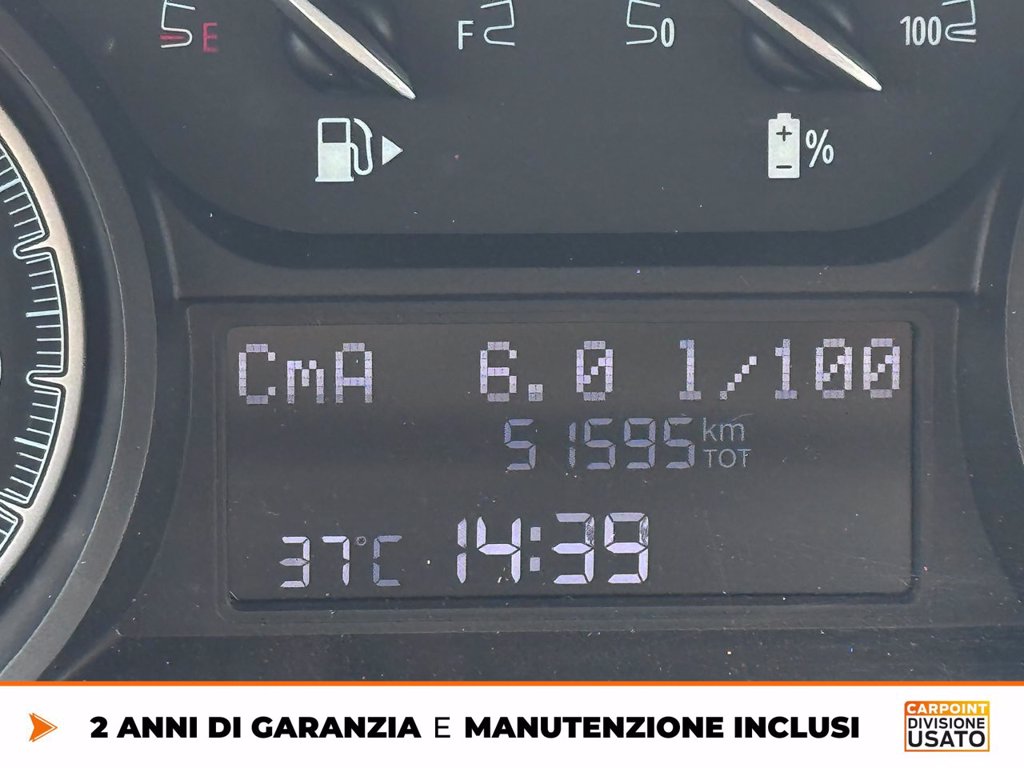 E F 0 100
%
CmA 6.0 l/100
51595 km
TOT
37°C 14:39
2 ANNI DI GARANZIA E MANUTENZIONE INCLUSI
CARPOINT
DIVISIONE
USATO